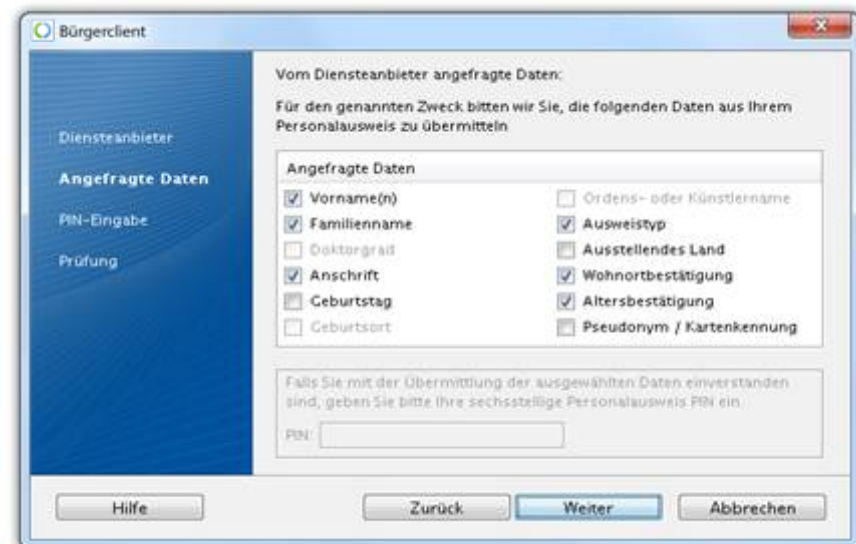 Bürgerclient
Diensteanbieter
Angefragte Daten
PIN-Eingabe
Prüfung
Vom Diensteanbieter angefragte Daten:
Für den genannten Zweck bitten wir Sie, die folgenden Daten aus Ihrem
Personalausweis zu übermitteln
Angefragte Daten
Vorname(n)
Familienname
Doktorgrad
Anschrift
Geburtstag
Geburtsort
Ordens- oder Künstlername
Ausweistyp
Ausstellendes Land
Wohnortbestätigung
Altersbestätigung
Pseudonym / Kartenkennung
Falls Sie mit der Übermittlung der ausgewählten Daten einverstanden
sind, geben Sie bitte Ihre sechsstellige Personalausweis PIN ein.
PIN:
Hilfe
Zurück
Weiter
Abbrechen